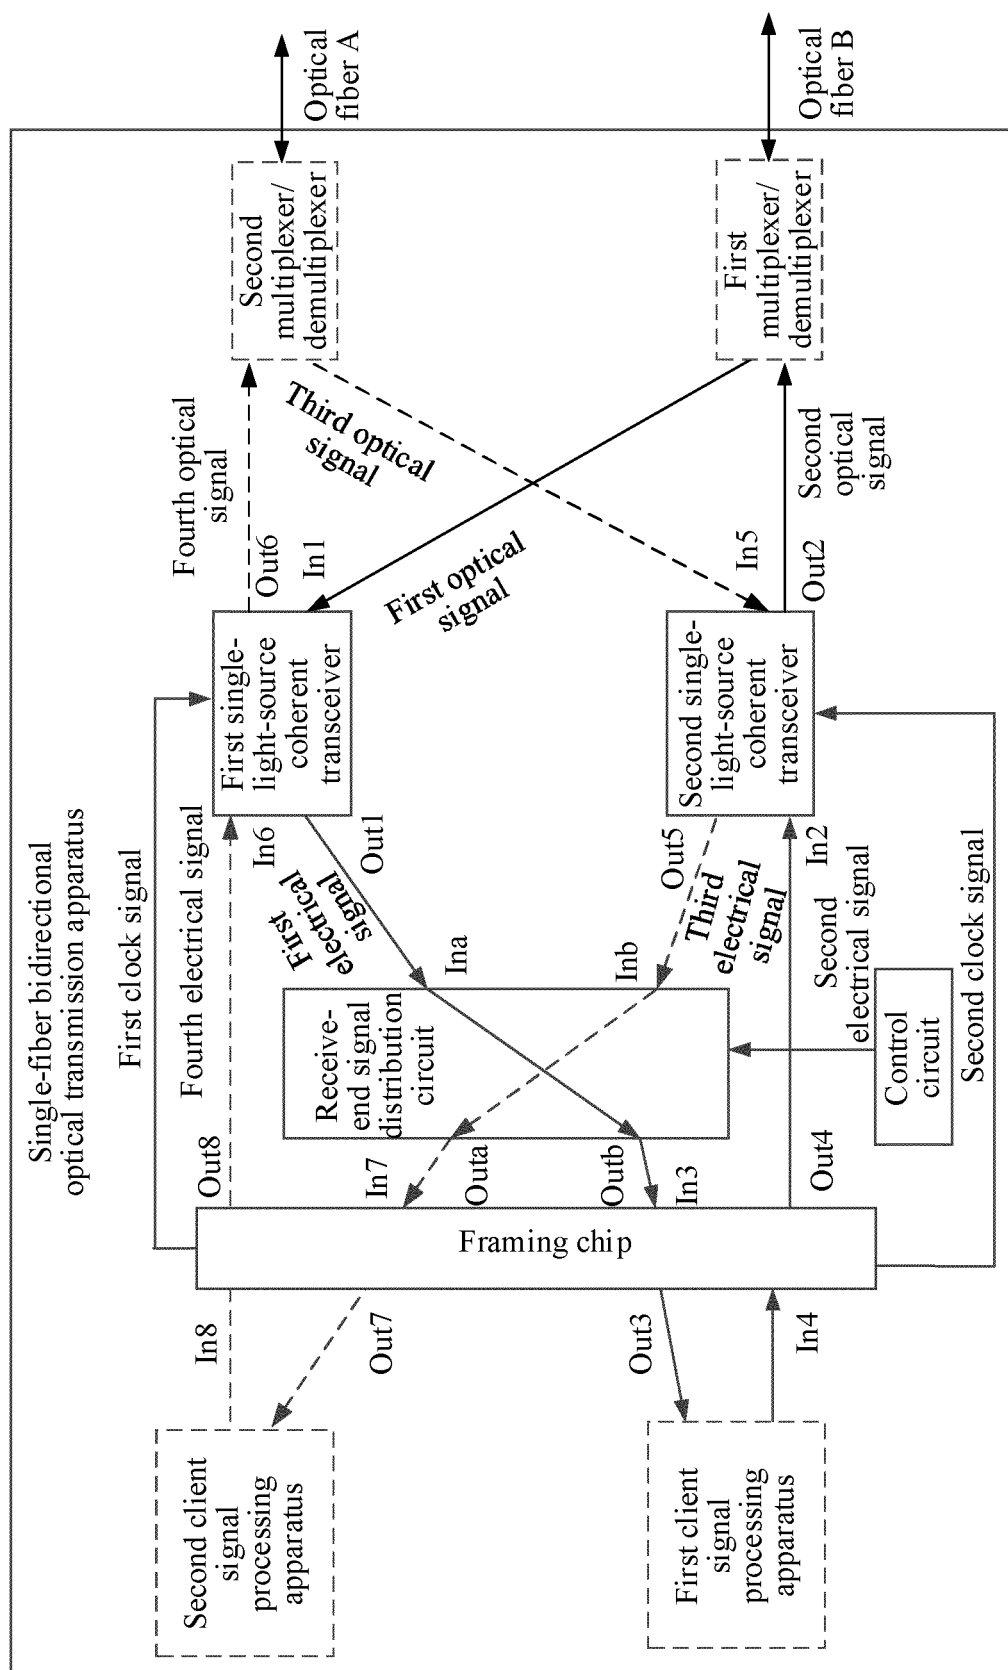 Single-fiber bidirectional
optical transmission apparatus
First clock signal
Second client
signal
processing
apparatus
In8
Out7
Out8
Fourth electrical signal
In6
First single-
light-source
coherent
transceiver
Out6
In1
Fourth optical
signal
Second
multiplexer/
demultiplexer
Optical
fiber A
Third optical
signal
First optical
signal
Out1
First
electrical
signal
Ina
Receive-
end signal
distribution
circuit
Outa
In7
Framing chip
Inb
Outb
In3
Out5
Third
electrical
signal
Second single-
light-source
coherent
transceiver
In5
Out2
Second
optical
signal
First
multiplexer/
demultiplexer
Optical
fiber B
First client
signal
processing
apparatus
Out3
In4
Out4
In2
Second
electrical signal
Control
circuit
Second clock signal